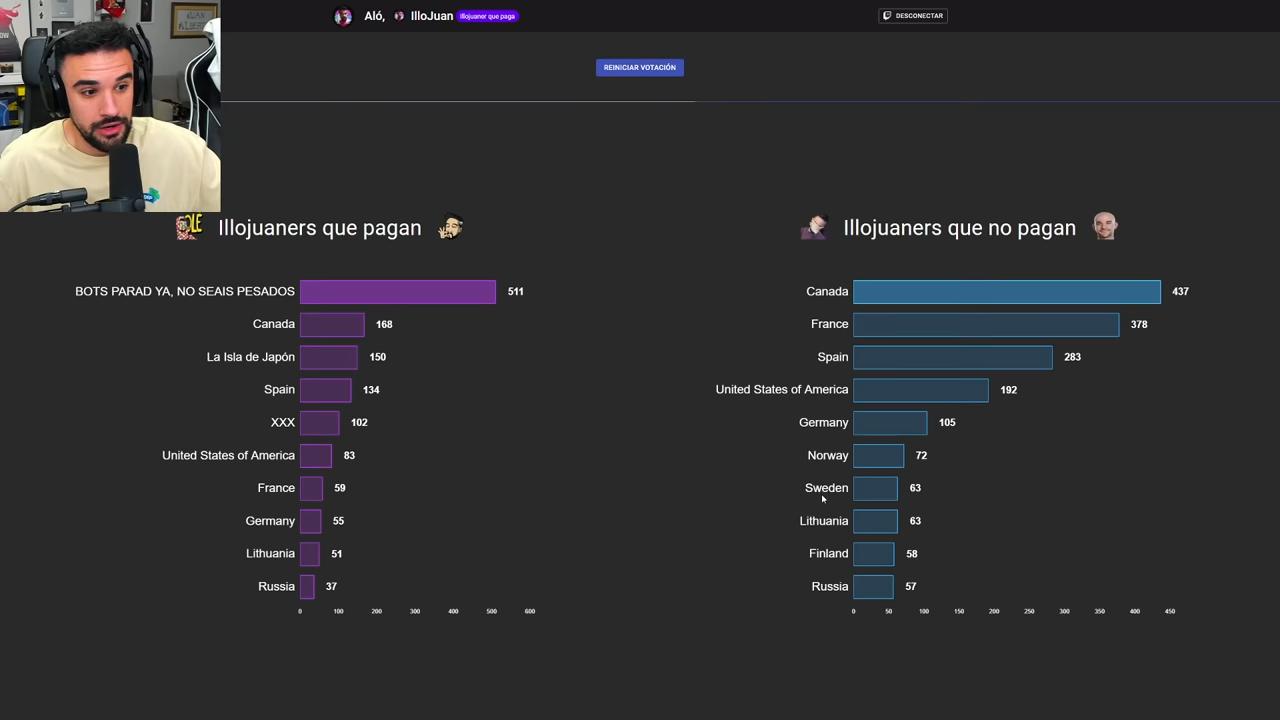 Aló, IlloJuan Illojuaner que paga
DESCONECTAR
REINICIAR VOTACIÓN
Illojuaners que pagan
BOTS PARAD YA, NO SEAIS PESADOS 511
Canada 168
La Isla de Japón 150
Spain 134
XXX 102
United States of America 83
France 59
Germany 55
Lithuania 51
Russia 37
0 100 200 300 400 500 600
Illojuaners que no pagan
Canada 437
France 378
Spain 283
United States of America 192
Germany 105
Norway 72
Sweden 63
Lithuania 63
Finland 58
Russia 57
0 50 100 150 200 250 300 350 400 450